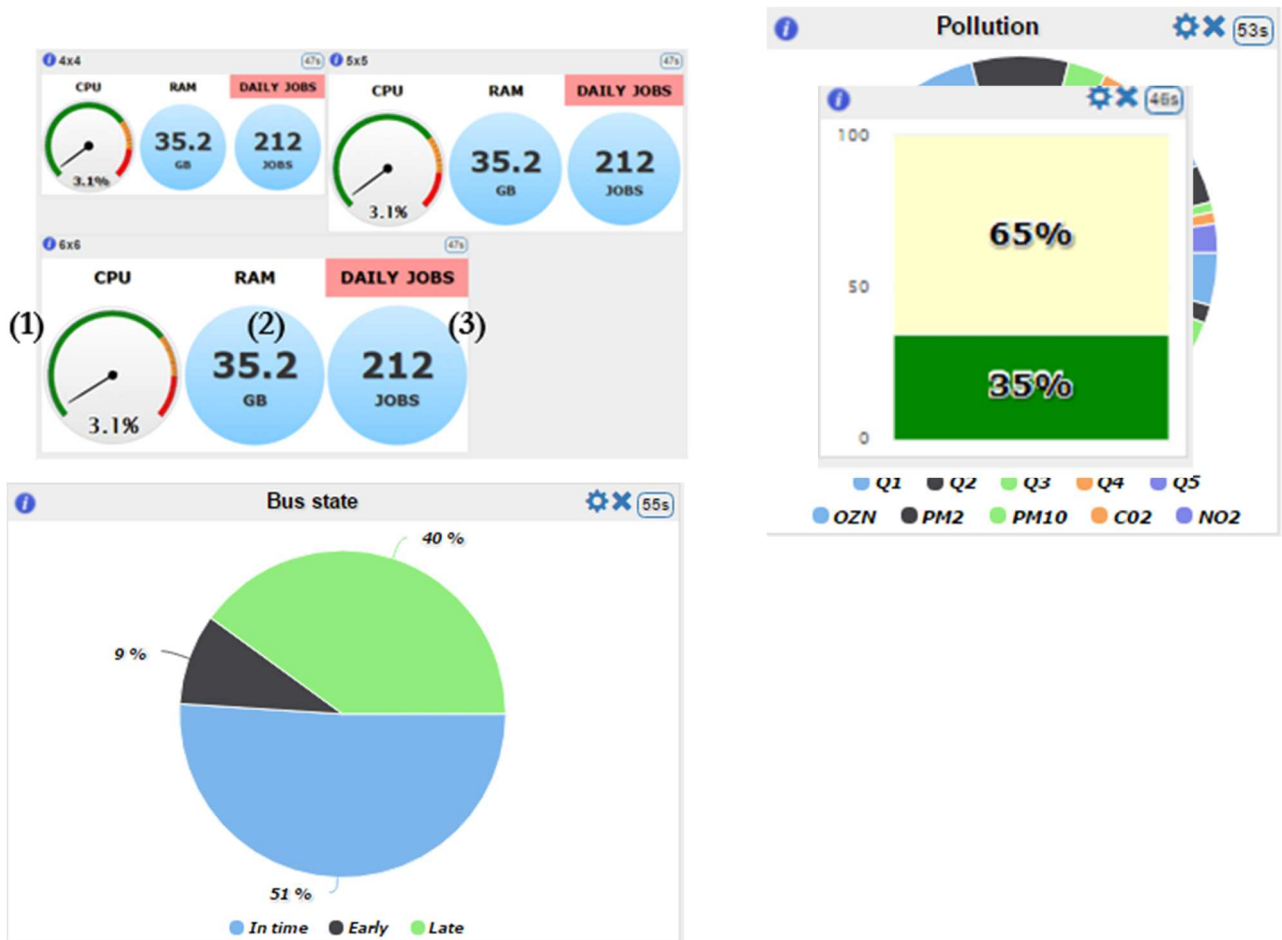 4x4 47s 5x5 47s
CPU RAM DAILY JOBS CPU RAM DAILY JOBS
35.2 212 35.2 212
GB JOBS GB JOBS
3.1% 3.1%
6x6 47s
CPU RAM DAILY JOBS
(1) (2) (3)
35.2 212
GB JOBS
3.1%
Pollution 53s
46s
100
65%
50
35%
0
Q1 Q2 Q3 Q4 Q5
OZN PM2 PM10 C02 NO2
Bus state 55s
40 %
9 %
51 %
In time Early Late